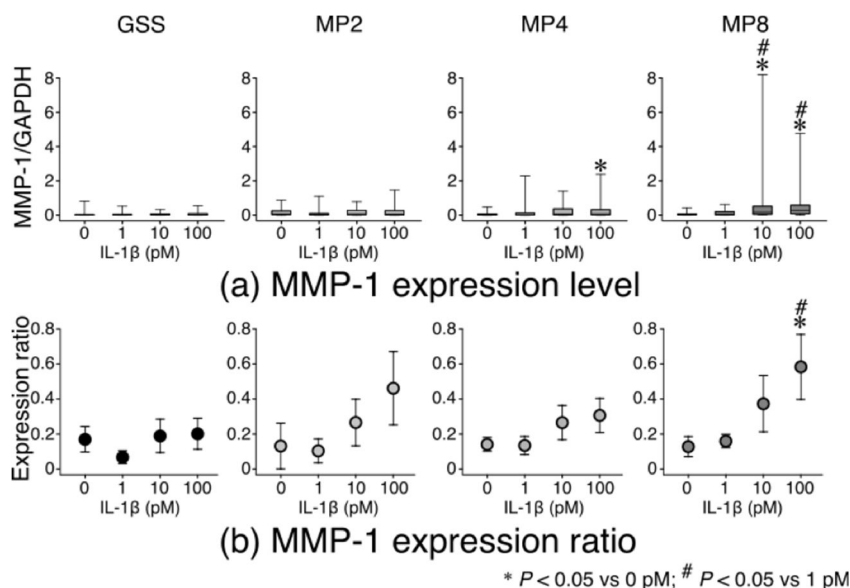 GSS MP2 MP4 MP8
MMP-1/GAPDH
8 8 8 8
6 6 6 6
4 4 4 4
2 2 2 2
0 0 0 0
# *
# *
*
0 1 10 100 0 1 10 100 0 1 10 100 0 1 10 100
IL-1β (pM) IL-1β (pM) IL-1β (pM) IL-1β (pM)
(a) MMP-1 expression level
Expression ratio
0.8 0.8 0.8 0.8
0.6 0.6 0.6 0.6
0.4 0.4 0.4 0.4
0.2 0.2 0.2 0.2
0 0 0 0
# *
0 1 10 100 0 1 10 100 0 1 10 100 0 1 10 100
IL-1β (pM) IL-1β (pM) IL-1β (pM) IL-1β (pM)
(b) MMP-1 expression ratio
* P < 0.05 vs 0 pM; # P < 0.05 vs 1 pM